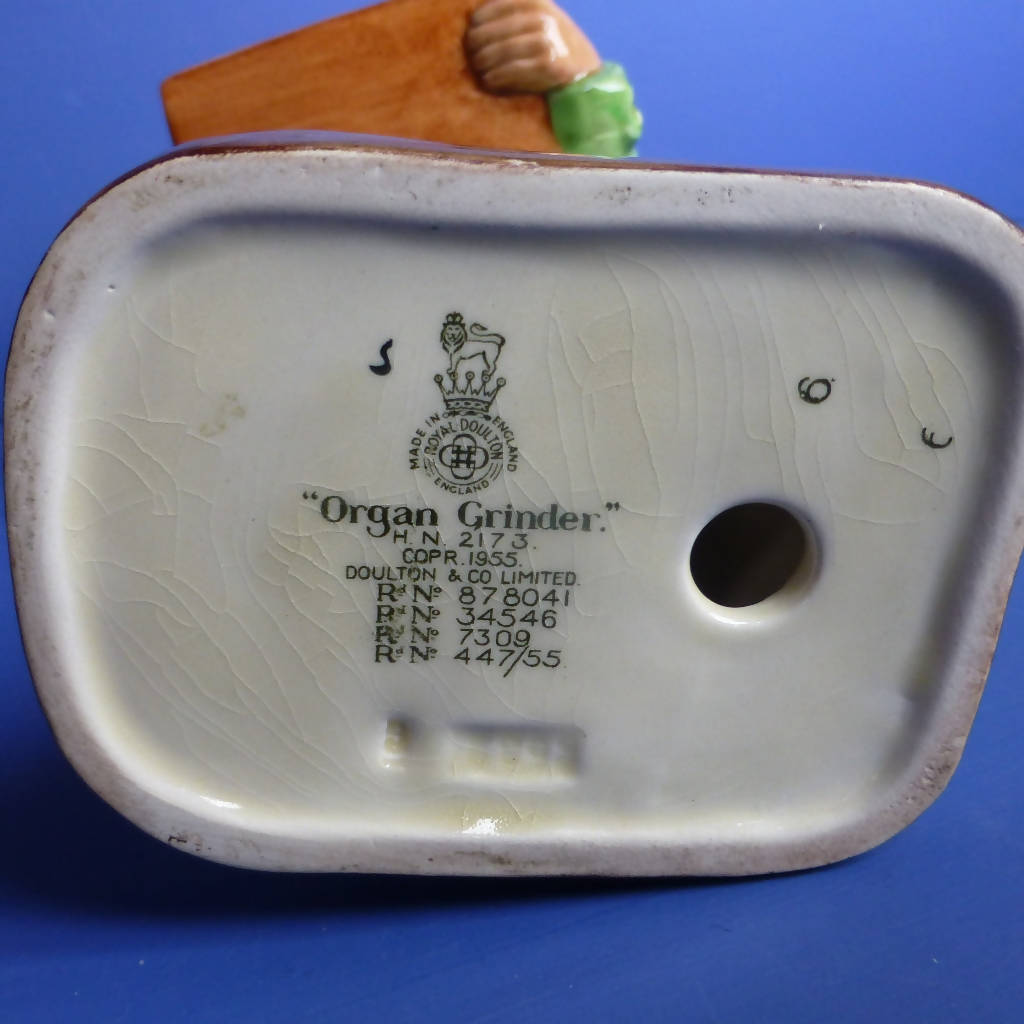 S
6
E
MADE IN ENGLAND
ROYAL·DOULTON
ENGLAND
“Organ Grinder.”
H. N. 2173.
COPR.1955.
DOULTON & CO LIMITED.
Rd No 878041
Rd No 34546
Rd No 7309
Rd No 447/55.